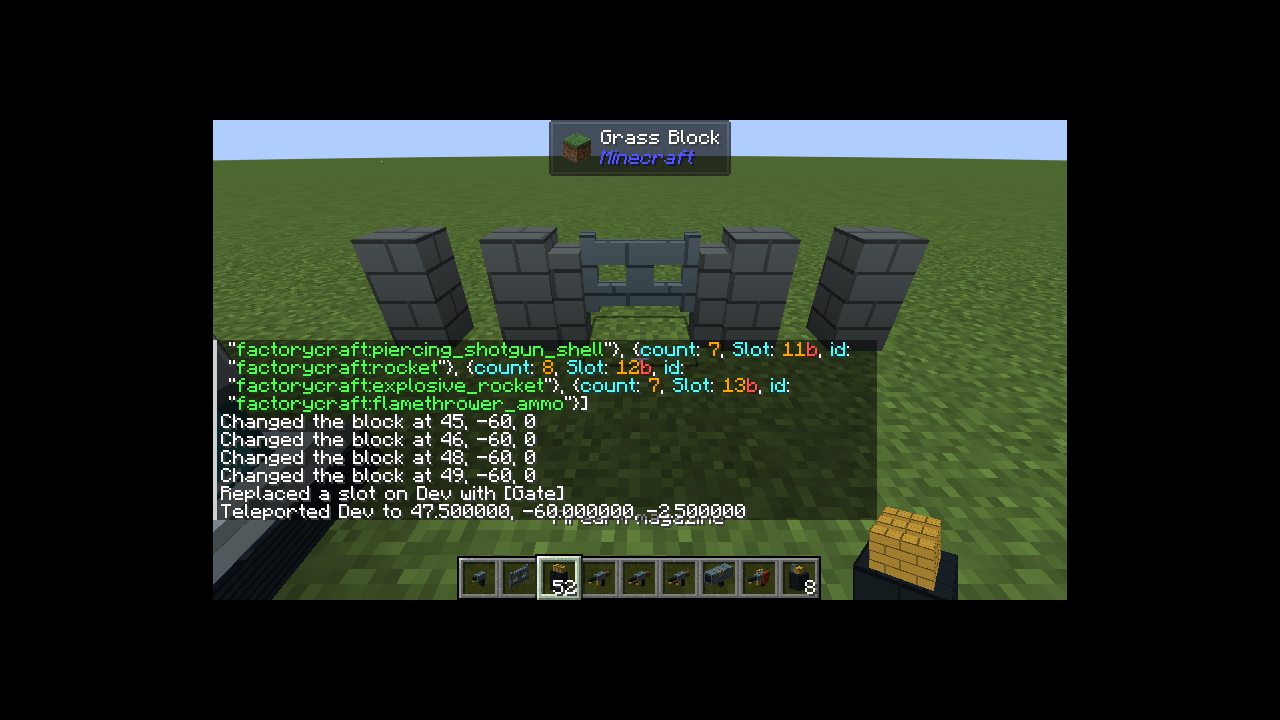 Grass Block
Minecraft
"factorycraft:piercing_shotgun_shell"}, {count: 7, Slot: 11b, id:
"factorycraft:rocket"}, {count: 8, Slot: 12b, id:
"factorycraft:explosive_rocket"}, {count: 7, Slot: 13b, id:
"factorycraft:flamethrower_ammo"}]
Changed the block at 45, -60, 0
Changed the block at 46, -60, 0
Changed the block at 48, -60, 0
Changed the block at 49, -60, 0
Replaced a slot on Dev with [Gate]
Teleported Dev to 47.500000, -60.000000, -2.500000
Firearm magazine
52
8